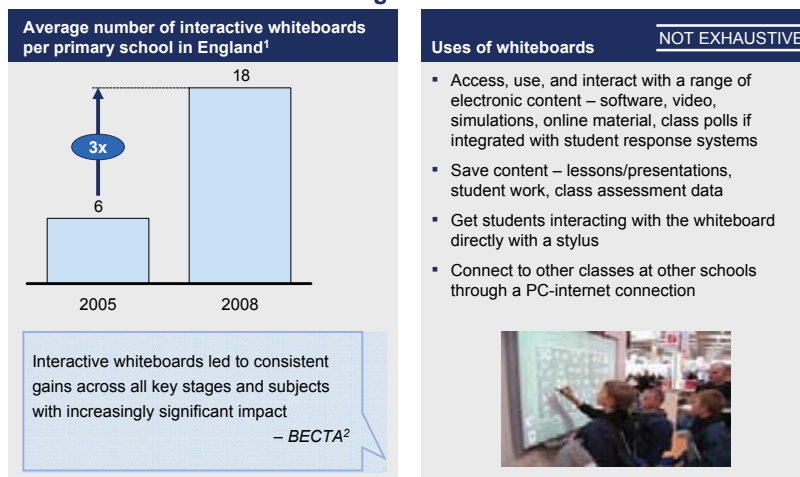 Average number of interactive whiteboards
per primary school in England1
18
3x
6
2005
2008
Interactive whiteboards led to consistent
gains across all key stages and subjects
with increasingly significant impact
– BECTA2
Uses of whiteboards
NOT EXHAUSTIVE
▪ Access, use, and interact with a range of
electronic content – software, video,
simulations, online material, class polls if
integrated with student response systems
▪ Save content – lessons/presentations,
student work, class assessment data
▪ Get students interacting with the whiteboard
directly with a stylus
▪ Connect to other classes at other schools
through a PC-internet connection